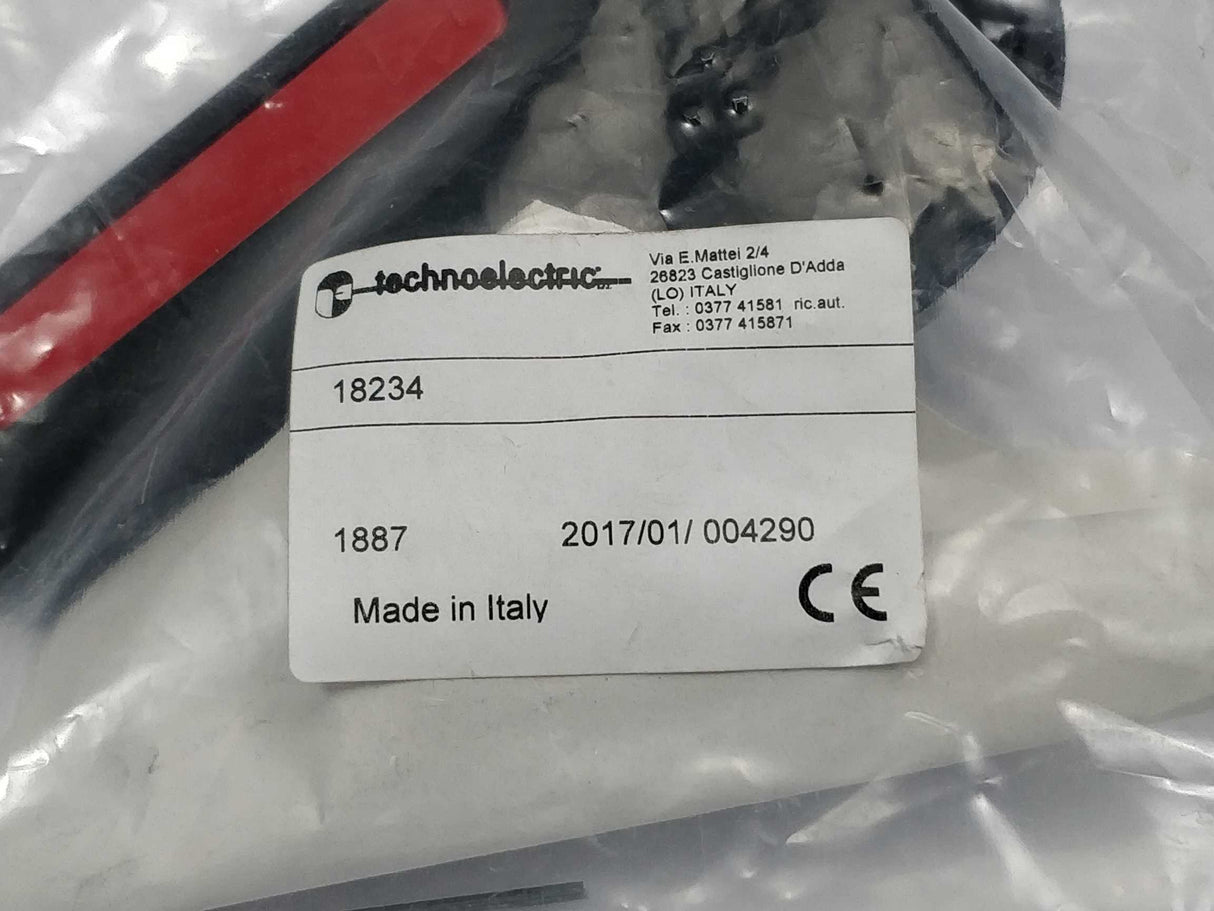 technoelectric
Via E.Mattei 2/4
26823 Castiglione D'Adda
(LO) ITALY
Tel. : 0377 41581 ric.aut.
Fax : 0377 415871
18234
1887 2017/01/ 004290
Made in Italy
CE